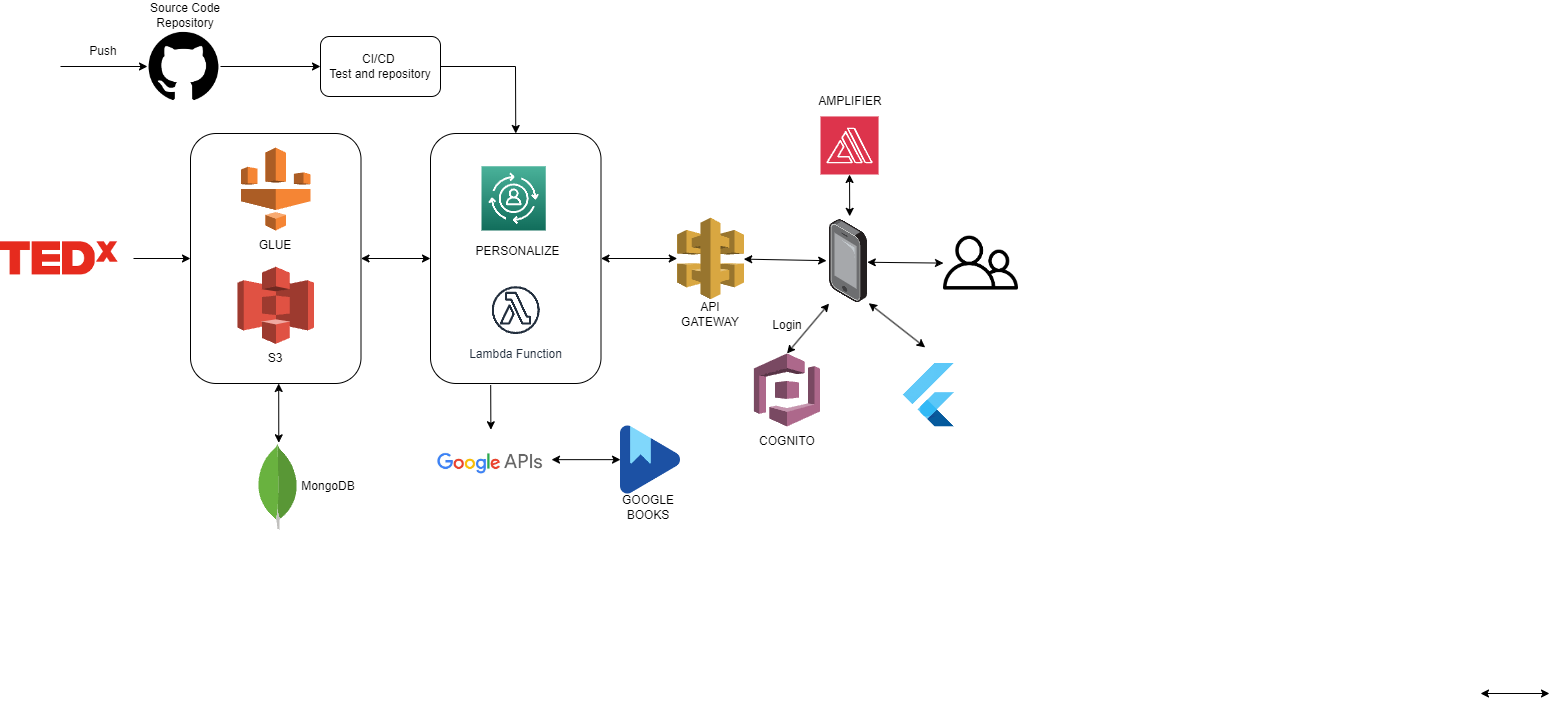 Source Code
Repository
Push
CI/CD
Test and repository
AMPLIFIER
GLUE
PERSONALIZE
TEDx
S3
Lambda Function
API
GATEWAY
Login
COGNITO
Google APIs
MongoDB
GOOGLE
BOOKS